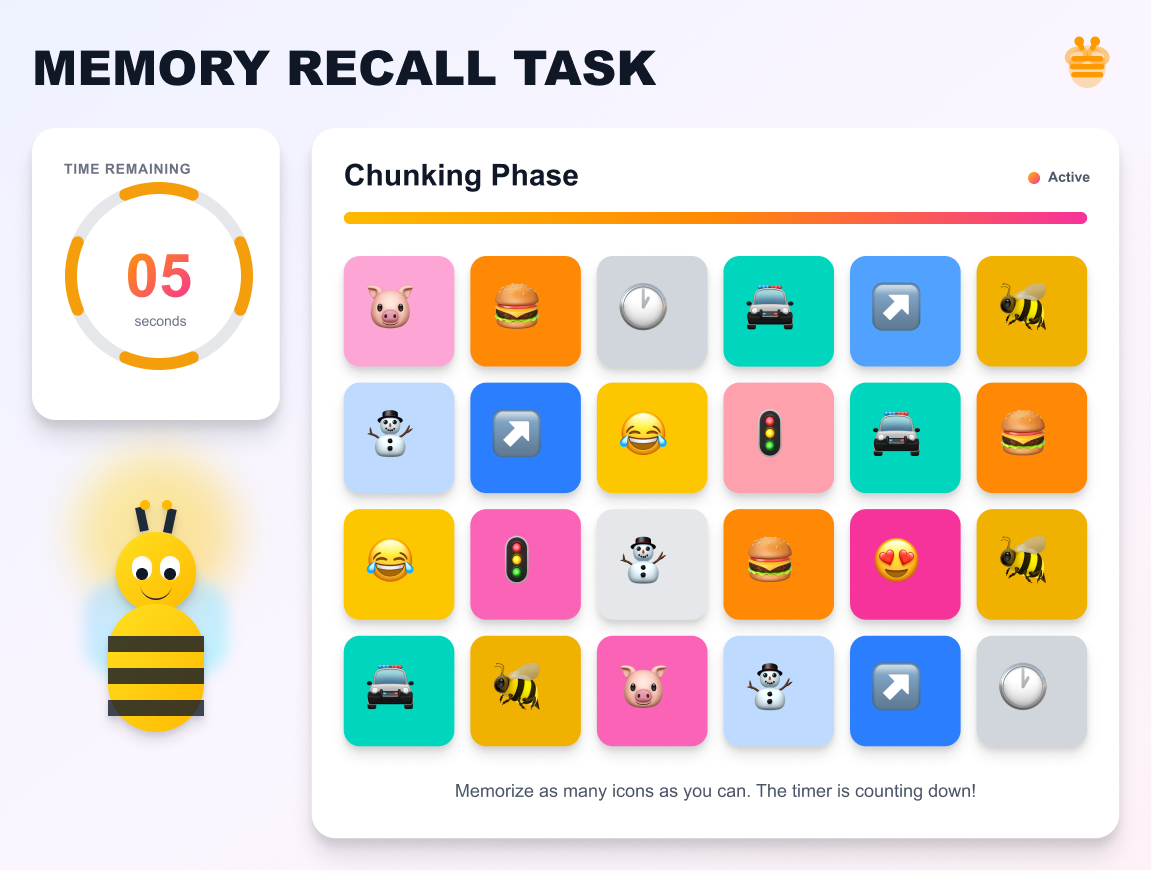 MEMORY RECALL TASK
TIME REMAINING
05
seconds
Chunking Phase
Active
Memorize as many icons as you can. The timer is counting down!